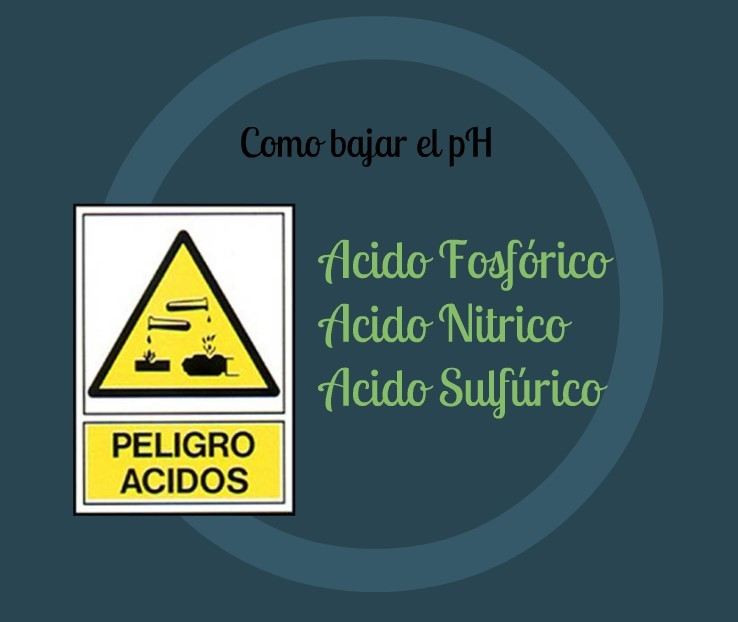 Como bajar el pH
Acido Fosfórico
Acido Nitrico
Acido Sulfúrico
PELIGRO
ACIDOS